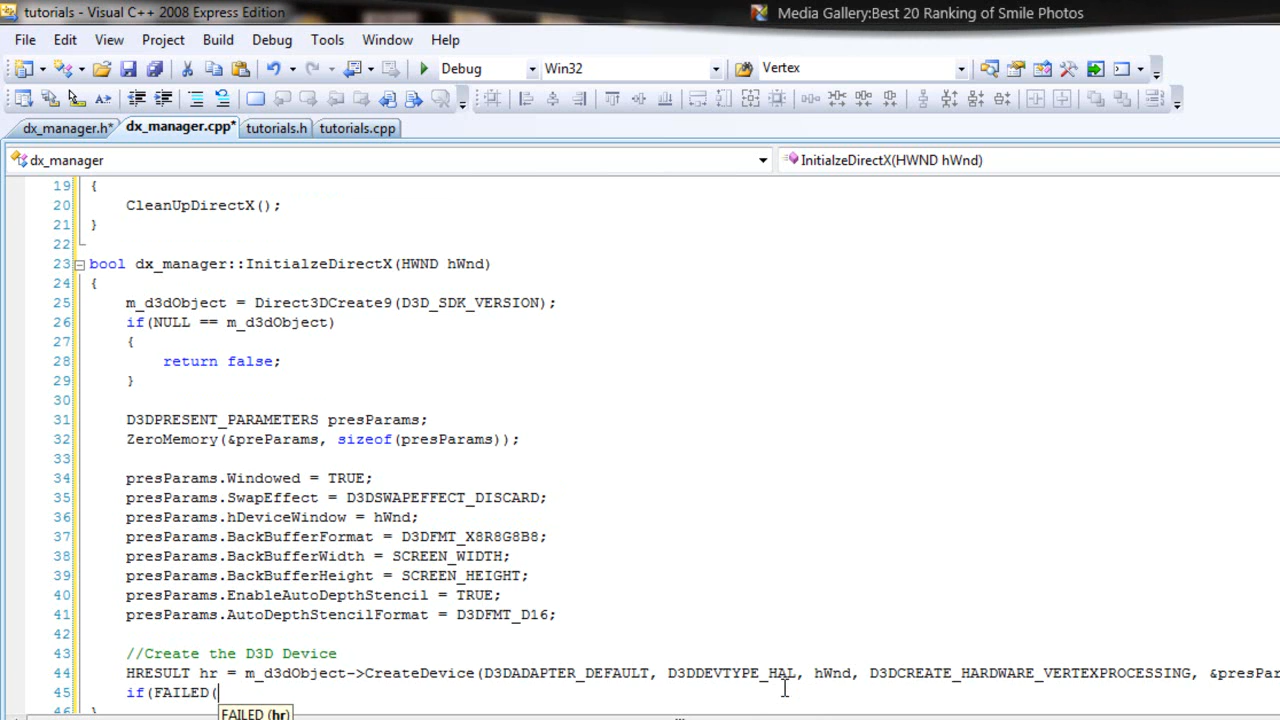 tutorials - Visual C++ 2008 Express Edition
Media Gallery:Best 20 Ranking of Smile Photos
File Edit View Project Build Debug Tools Window Help
Debug Win32 Vertex
dx_manager.h* dx_manager.cpp* tutorials.h tutorials.cpp
dx_manager InitialzeDirectX(HWND hWnd)
19 {
20 CleanUpDirectX();
21 }
22
23 bool dx_manager::InitialzeDirectX(HWND hWnd)
24 {
25 m_d3dObject = Direct3DCreate9(D3D_SDK_VERSION);
26 if(NULL == m_d3dObject)
27 {
28 return false;
29 }
30
31 D3DPRESENT_PARAMETERS presParams;
32 ZeroMemory(&preParams, sizeof(presParams));
33
34 presParams.Windowed = TRUE;
35 presParams.SwapEffect = D3DSWAPEFFECT_DISCARD;
36 presParams.hDeviceWindow = hWnd;
37 presParams.BackBufferFormat = D3DFMT_X8R8G8B8;
38 presParams.BackBufferWidth = SCREEN_WIDTH;
39 presParams.BackBufferHeight = SCREEN_HEIGHT;
40 presParams.EnableAutoDepthStencil = TRUE;
41 presParams.AutoDepthStencilFormat = D3DFMT_D16;
42
43 //Create the D3D Device
44 HRESULT hr = m_d3dObject->CreateDevice(D3DADAPTER_DEFAULT, D3DDEVTYPE_HAL, hWnd, D3DCREATE_HARDWARE_VERTEXPROCESSING, &presPar
45 if(FAILED(
46 }
FAILED (hr)